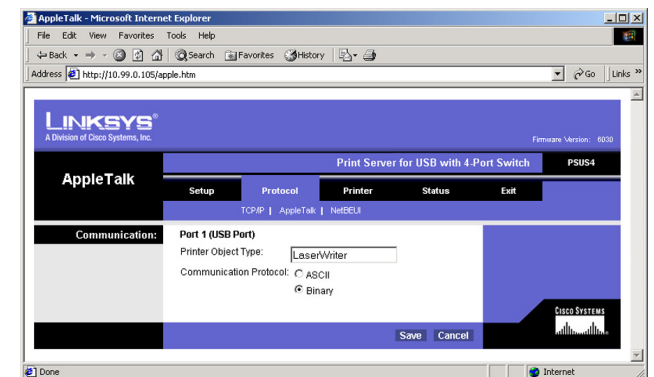 AppleTalk - Microsoft Internet Explorer
File Edit View Favorites Tools Help
Back Search Favorites History
Address http://10.99.0.105/apple.htm Go Links »
LINKSYS®
A Division of Cisco Systems, Inc.
Firmware Version: 6030
Print Server for USB with 4-Port Switch PSUS4
AppleTalk
Setup Protocol Printer Status Exit
TCP/IP | AppleTalk | NetBEUI
Communication: Port 1 (USB Port)
Printer Object Type: LaserWriter
Communication Protocol: ASCII
Binary
CISCO SYSTEMS
Save Cancel
Done Internet